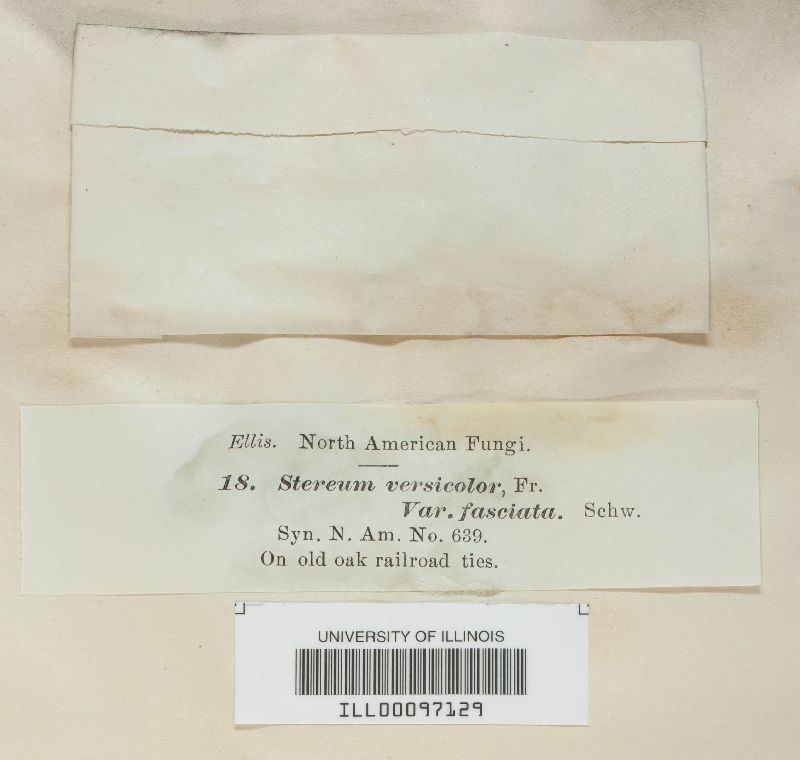 Ellis. North American Fungi.
18. Stereum versicolor, Fr.
Var. fasciata. Schw.
Syn. N. Am. No. 639.
On old oak railroad ties.
UNIVERSITY OF ILLINOIS
ILL00097129